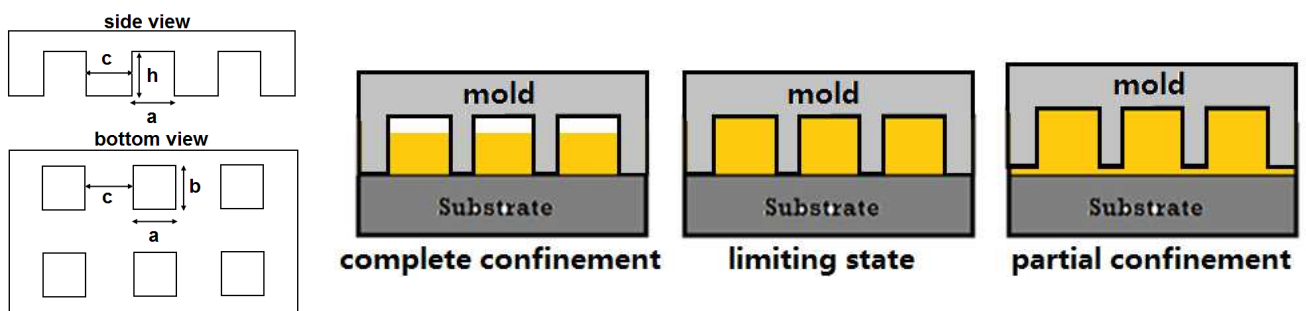 side view
c
h
a
bottom view
c
b
a
mold
Substrate
complete confinement
mold
Substrate
limiting state
mold
Substrate
partial confinement